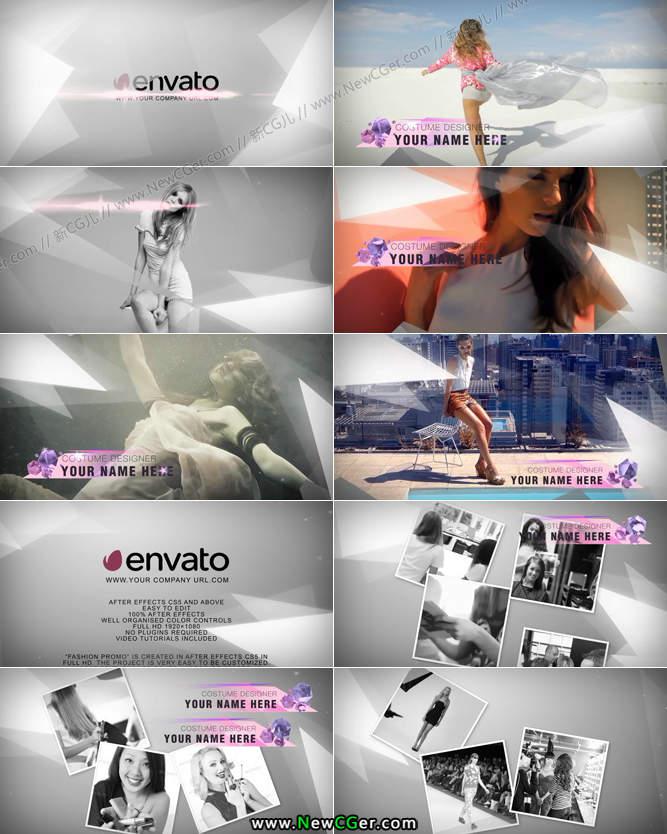 envato
WWW.YOUR COMPANY URL.COM
www.NewCGer.com // 新CG儿 // www.NewCGer.com //
COSTUME DESIGNER
YOUR NAME HERE
新CG儿 // www.NewCGer.com // 新CG儿
COSTUME DESIGNER
YOUR NAME HERE
COSTUME DESIGNER
YOUR NAME HERE
COSTUME DESIGNER
YOUR NAME HERE
envato
WWW.YOUR COMPANY URL.COM
AFTER EFFECTS CS5 AND ABOVE
EASY TO EDIT
100% AFTER EFFECTS
WELL ORGANISED COLOR CONTROLS
FULL HD 1920×1080
NO PLUGINS REQUIRED
VIDEO TUTORIALS INCLUDED
"FASHION PROMO" IS CREATED IN AFTER EFFECTS CS5 IN
FULL HD. THE PROJECT IS VERY EASY TO BE CUSTOMIZED.
COSTUME DESIGNER
YOUR NAME HERE
COSTUME DESIGNER
YOUR NAME HERE
COSTUME DESIGNER
YOUR NAME HERE
www.NewCGer.com